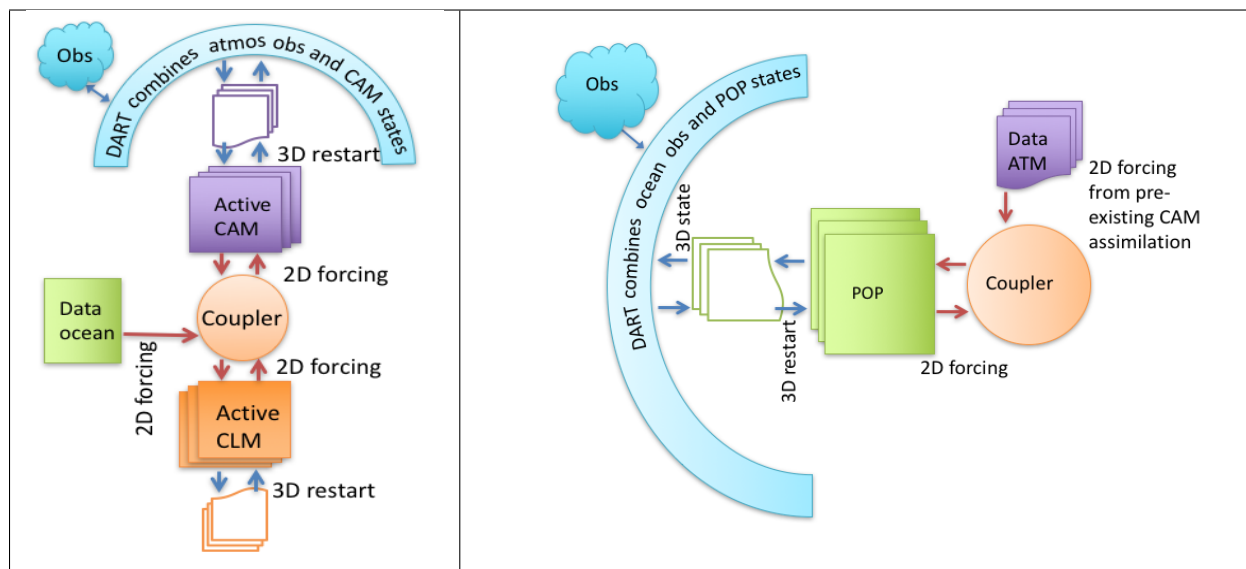 Obs
DART combines atmos obs and CAM states
3D restart
Active
CAM
2D forcing
Data
ocean
Coupler
2D forcing
2D forcing
Active
CLM
3D restart
Obs
DART combines ocean obs and POP states
3D state
3D restart
POP
2D forcing
Data
ATM
2D forcing
from pre-
existing CAM
assimilation
Coupler